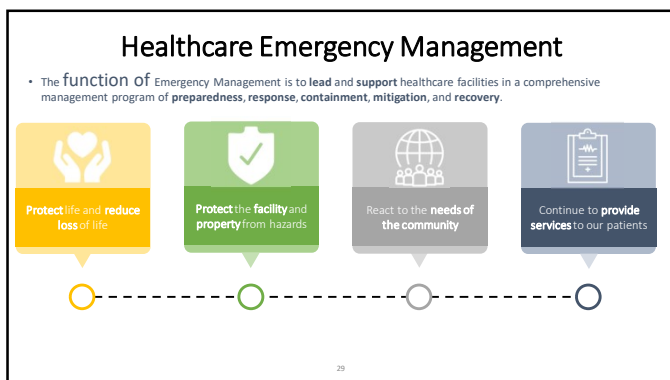 Healthcare Emergency Management
• The function of Emergency Management is to lead and support healthcare facilities in a comprehensive
management program of preparedness, response, containment, mitigation, and recovery.
Protect life and reduce
loss of life
Protect the facility and
property from hazards
React to the needs of
the community
Continue to provide
services to our patients
29